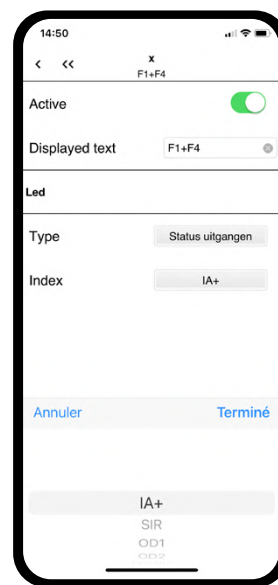 14:50
< << x
F1+F4
Active
Displayed text F1+F4
Led
Type Status uitgangen
Index IA+
Annuler Terminé
IA+
SIR
OD1
OD2